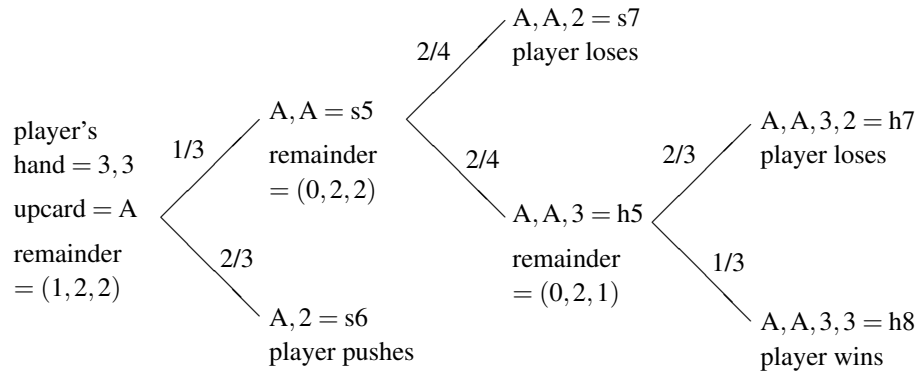 player's
hand = 3, 3
upcard = A
remainder
= (1, 2, 2)
1/3
2/3
A, A = s5
remainder
= (0, 2, 2)
A, 2 = s6
player pushes
2/4
2/4
A, A, 2 = s7
player loses
A, A, 3 = h5
remainder
= (0, 2, 1)
2/3
1/3
A, A, 3, 2 = h7
player loses
A, A, 3, 3 = h8
player wins